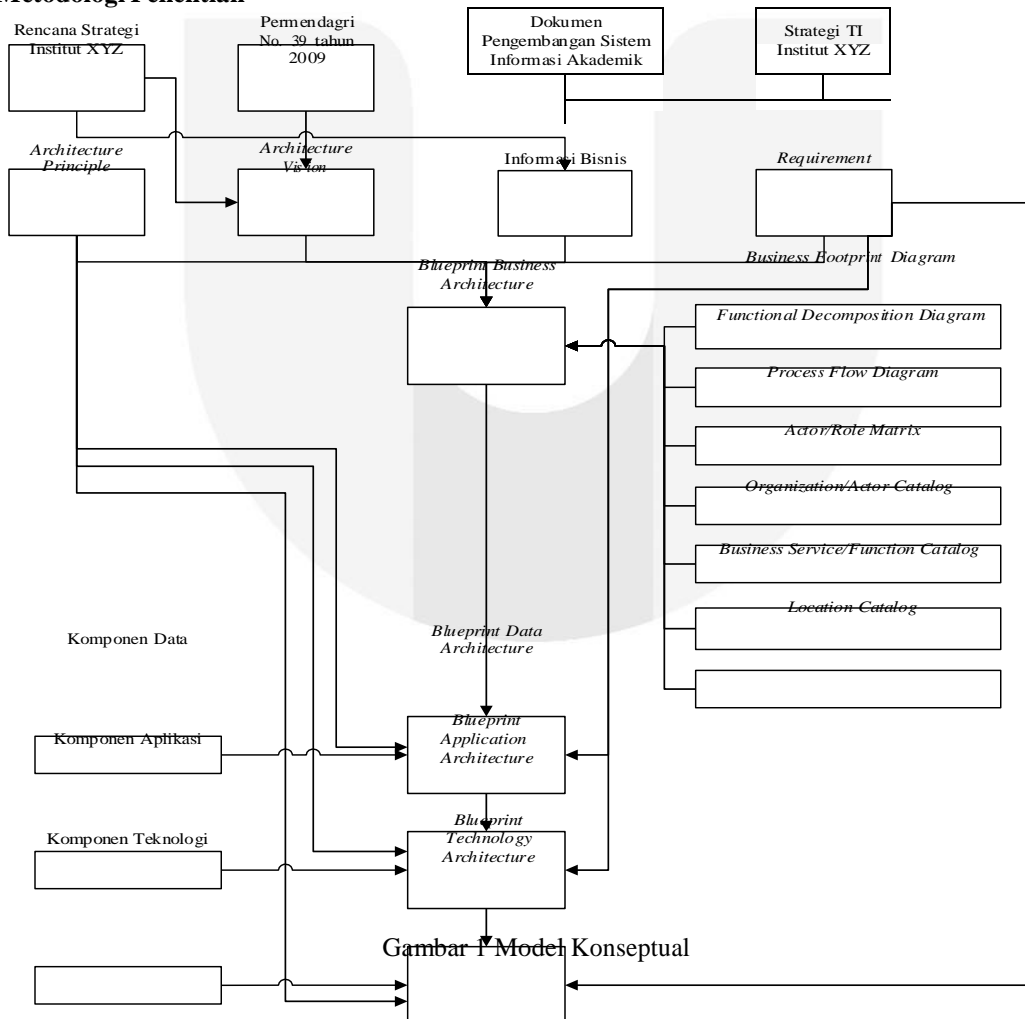 Metodologi Penelitian
Rencana Strategi
Institut XYZ
Permendagri
No. 39 tahun
2009
Dokumen
Pengembangan Sistem
Informasi Akademik
Strategi TI
Institut XYZ
Architecture
Principle
Architecture
Vision
Informasi Bisnis
Requirement
Blueprint Business
Architecture
Business Footprint Diagram
Functional Decomposition Diagram
Process Flow Diagram
Actor/Role Matrix
Organization/Actor Catalog
Business Service/Function Catalog
Location Catalog
Komponen Data
Blueprint Data
Architecture
Komponen Aplikasi
Blueprint
Application
Architecture
Komponen Teknologi
Blueprint
Technology
Architecture
Gambar 1 Model Konseptual